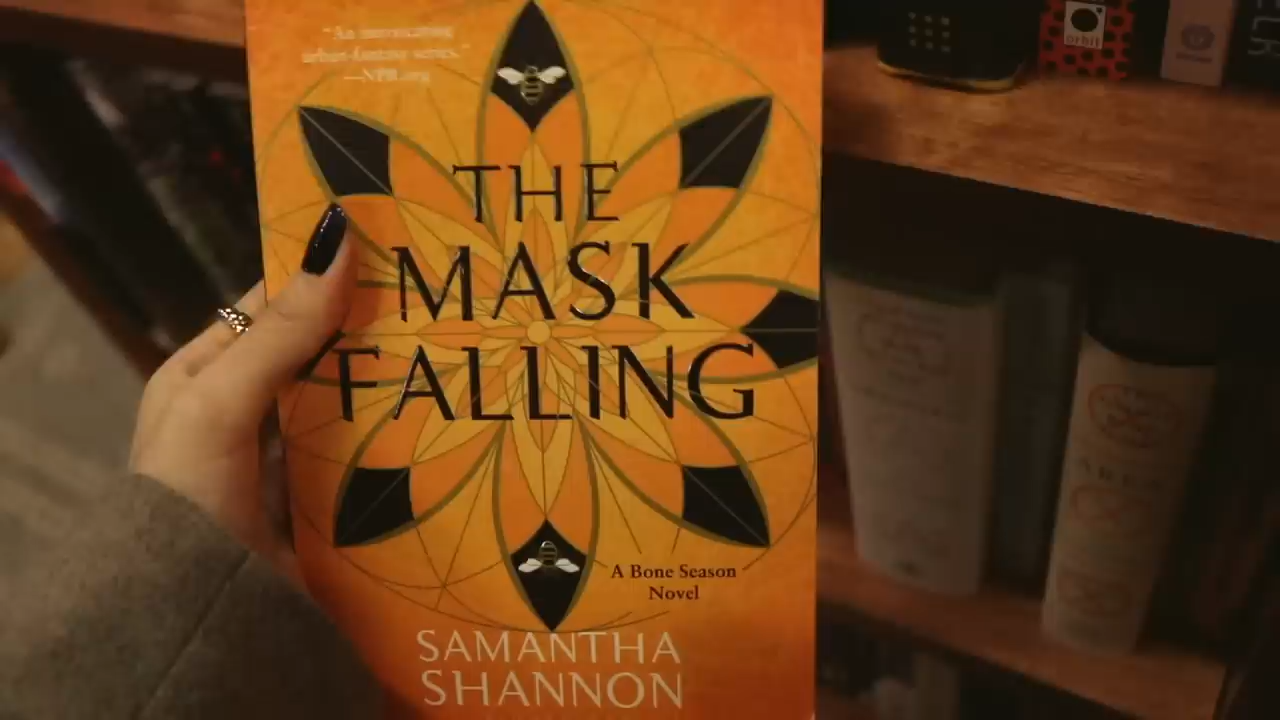 "An intoxicating
urban-fantasy series."
—NPR.org
THE
MASK
FALLING
A Bone Season
Novel
SAMANTHA
SHANNON
orbit